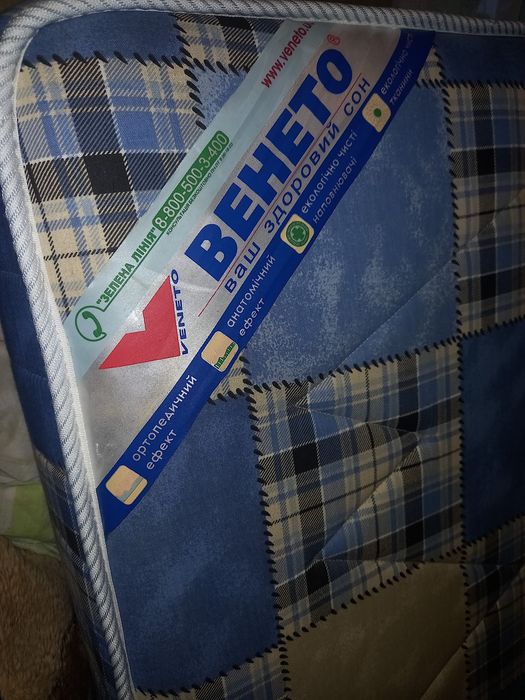 www.veneto.u
"ЗЕЛЕНА ЛІНІЯ" 8-800-500-3-400
ВЕНЕТО®
ваш здоровий сон
VENETO
ортопедичний
ефект
анатомічний
ефект
екологічно чисті
наповнювачі
екологічно чист
тканини